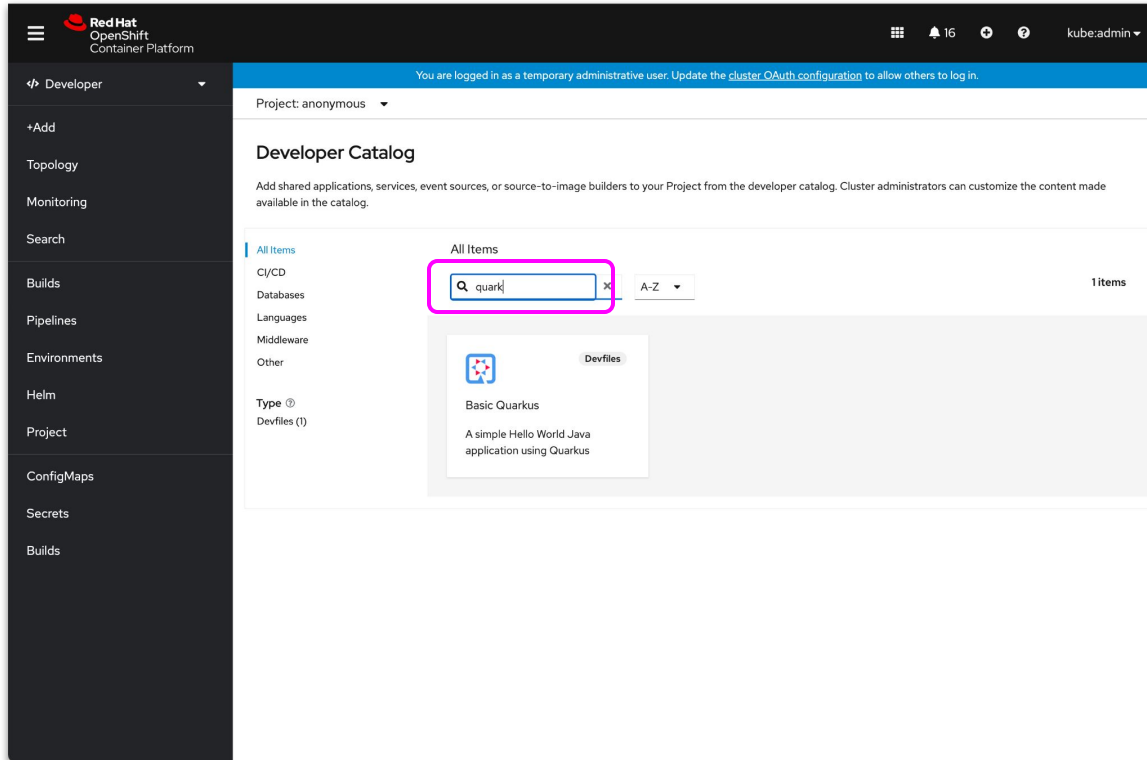 Red Hat
OpenShift
Container Platform
16
kube:admin
Developer
You are logged in as a temporary administrative user. Update the cluster OAuth configuration to allow others to log in.
Project: anonymous
+Add
Topology
Monitoring
Search
Builds
Pipelines
Environments
Helm
Project
ConfigMaps
Secrets
Builds
Developer Catalog
Add shared applications, services, event sources, or source-to-image builders to your Project from the developer catalog. Cluster administrators can customize the content made
available in the catalog.
All Items
CI/CD
Databases
Languages
Middleware
Other
Type
Devfiles (1)
All Items
quark
A-Z
1 items
Devfiles
Basic Quarkus
A simple Hello World Java
application using Quarkus